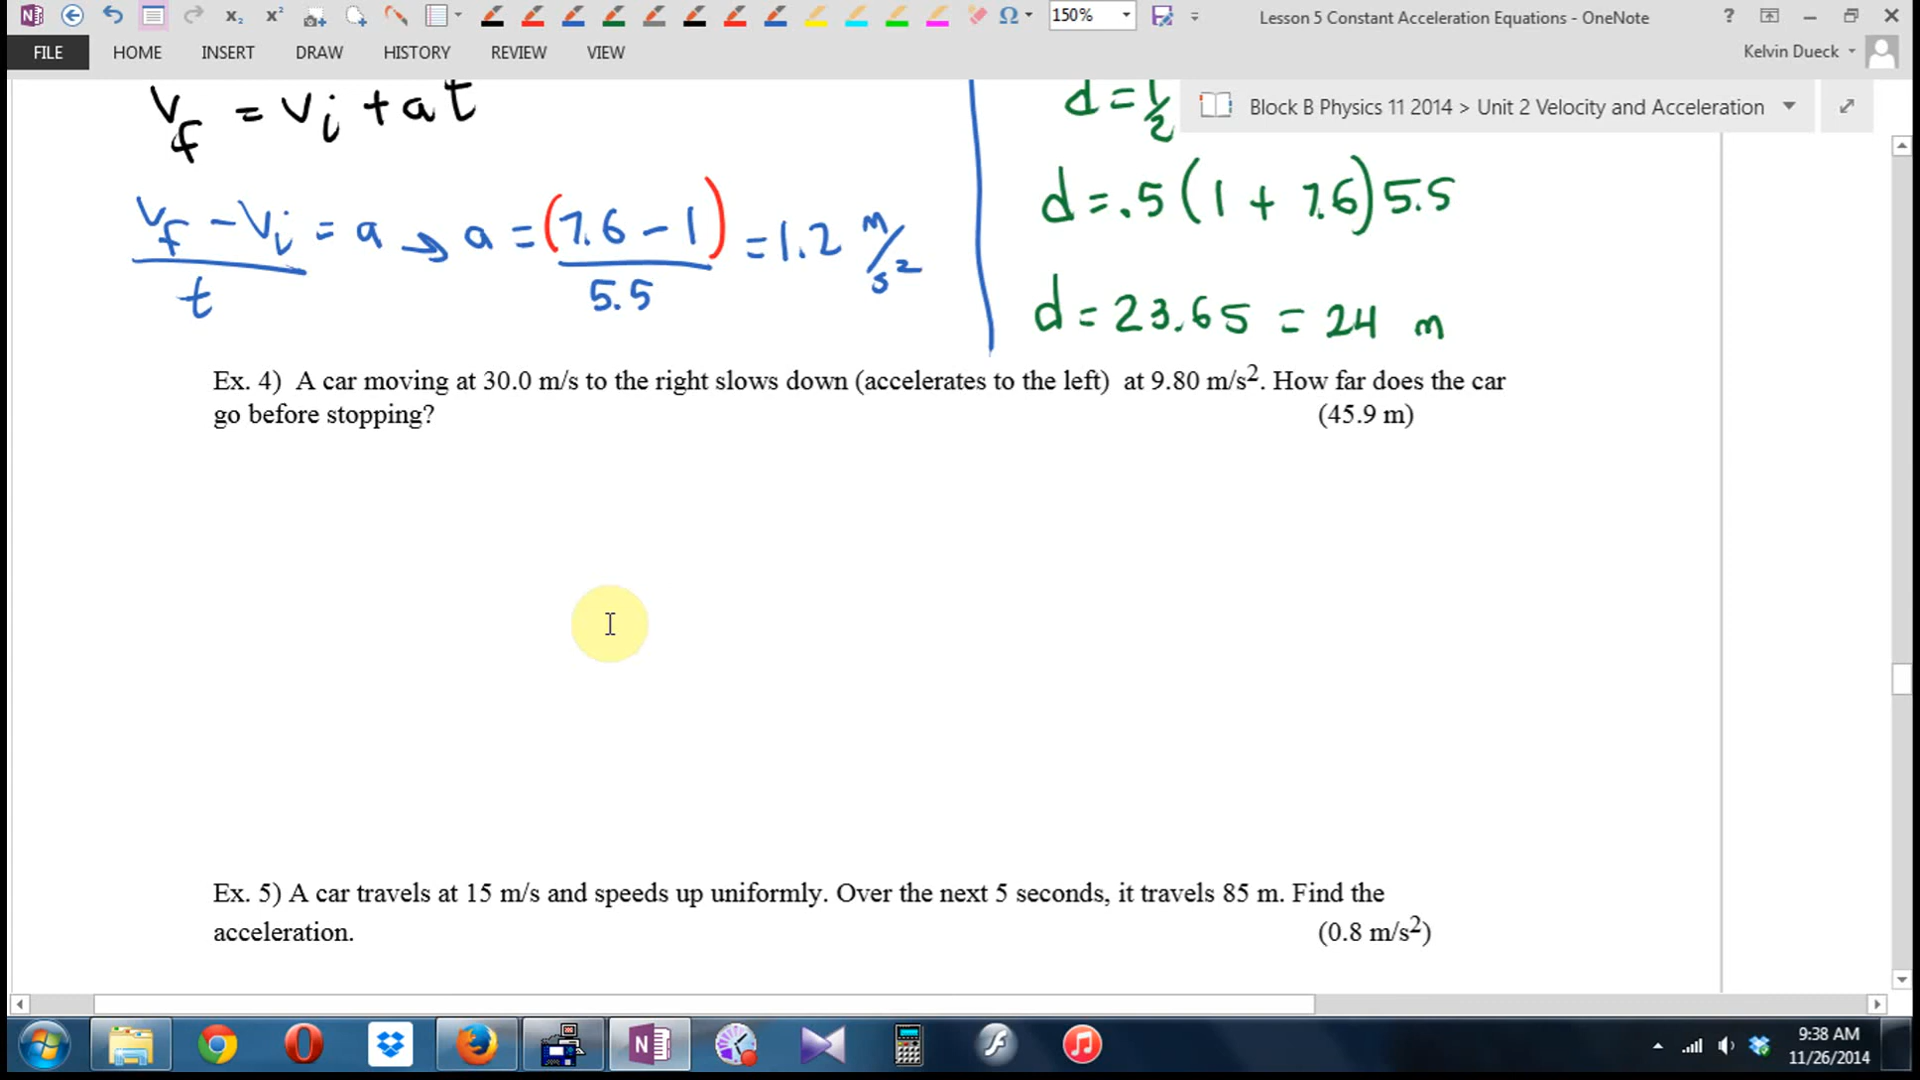 150%
Lesson 5 Constant Acceleration Equations - OneNote
?
FILE HOME INSERT DRAW HISTORY REVIEW VIEW
Kelvin Dueck
Block B Physics 11 2014 > Unit 2 Velocity and Acceleration
v_f = v_i + at
(v_f - v_i)/t = a → a = (7.6 - 1)/5.5 = 1.2 m/s²
d = 1/2
d = .5 (1 + 7.6) 5.5
d = 23.65 = 24 m
Ex. 4) A car moving at 30.0 m/s to the right slows down (accelerates to the left) at 9.80 m/s². How far does the car
go before stopping? (45.9 m)
Ex. 5) A car travels at 15 m/s and speeds up uniformly. Over the next 5 seconds, it travels 85 m. Find the
acceleration. (0.8 m/s²)
9:38 AM
11/26/2014